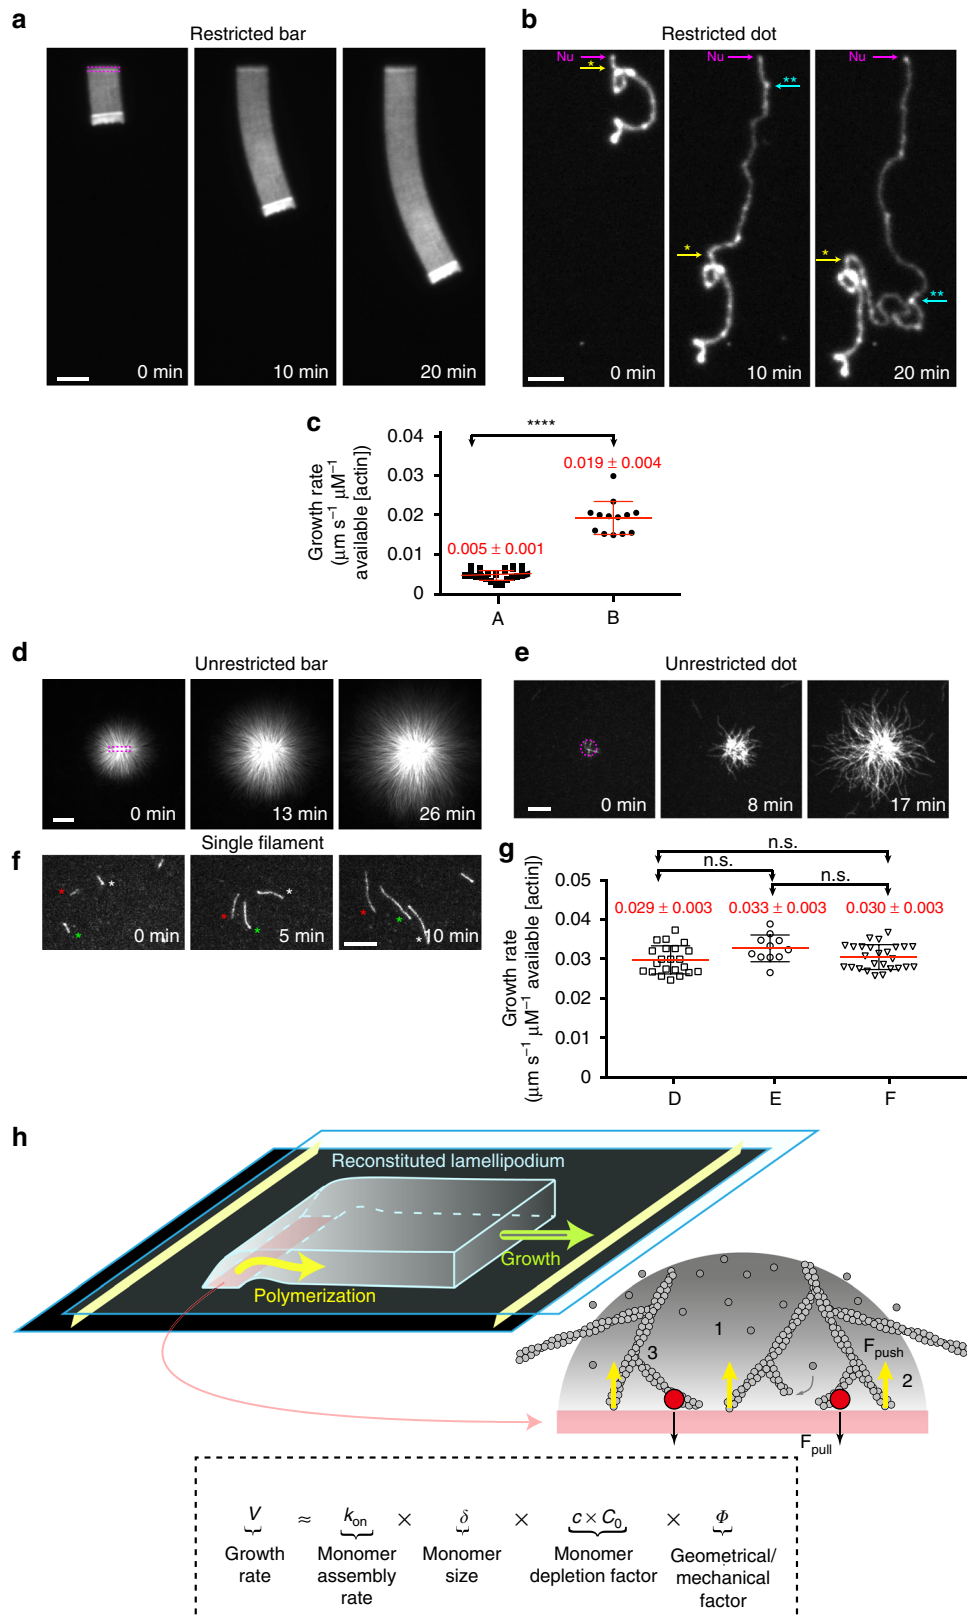 a
Restricted bar
0 min
10 min
20 min
b
Restricted dot
Nu
*
0 min
Nu
**
*
10 min
Nu
*
**
20 min
c
Growth rate
(µm s⁻¹ µM⁻¹
available [actin])
0.04
0.03
0.02
0.01
0
****
0.019 ± 0.004
0.005 ± 0.001
A
B
d
Unrestricted bar
0 min
13 min
26 min
e
Unrestricted dot
0 min
8 min
17 min
f
Single filament
*
*
*
0 min
*
*
*
5 min
*
*
*
10 min
g
Growth rate
(µm s⁻¹ µM⁻¹ available [actin])
0.05
0.04
0.03
0.02
0.01
0
n.s.
n.s.
n.s.
0.029 ± 0.003
0.033 ± 0.003
0.030 ± 0.003
D
E
F
h
Reconstituted lamellipodium
Growth
Polymerization
1
3
F_push
2
F_pull
V ≈ k_on × δ × c × C₀ × Φ
Growth rate
Monomer assembly rate
Monomer size
Monomer depletion factor
Geometrical/ mechanical factor